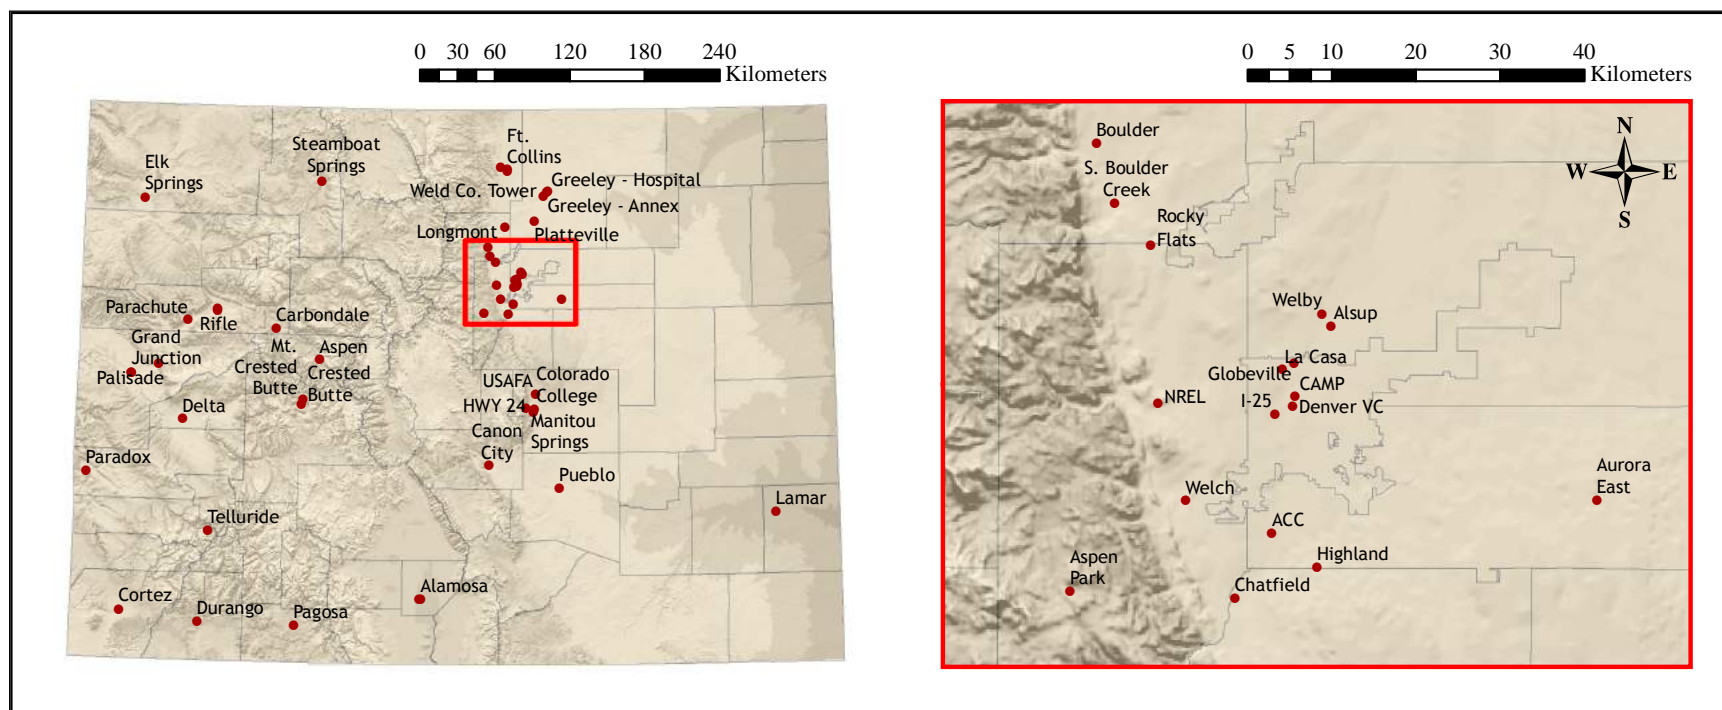 0 30 60 120 180 240
Kilometers
Ft.
Collins
Steamboat
Springs
Elk
Springs
Weld Co. Tower
Greeley - Hospital
Greeley - Annex
Longmont
Platteville
Parachute
Rifle
Carbondale
Grand
Junction
Palisade
Mt.
Crested
Butte
Aspen
Crested
Butte
USAFA
Colorado
College
HWY 24
Manitou
Springs
Delta
Canon
City
Paradox
Pueblo
Lamar
Telluride
Alamosa
Cortez
Durango
Pagosa
0 5 10 20 30 40
Kilometers
N
W E
S
Boulder
S. Boulder
Creek
Rocky
Flats
Welby
Alsup
La Casa
Globeville
CAMP
I-25
Denver VC
NREL
Aurora
East
Welch
ACC
Highland
Aspen
Park
Chatfield